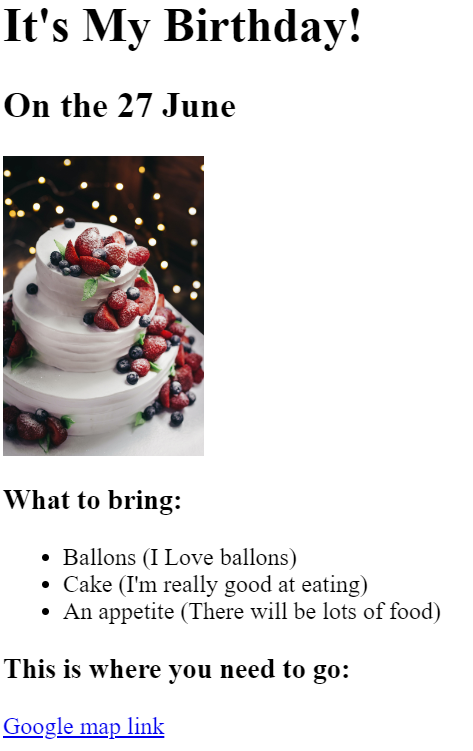 It's My Birthday!
On the 27 June
What to bring:
Ballons (I Love ballons)
Cake (I'm really good at eating)
An appetite (There will be lots of food)
This is where you need to go:
Google map link